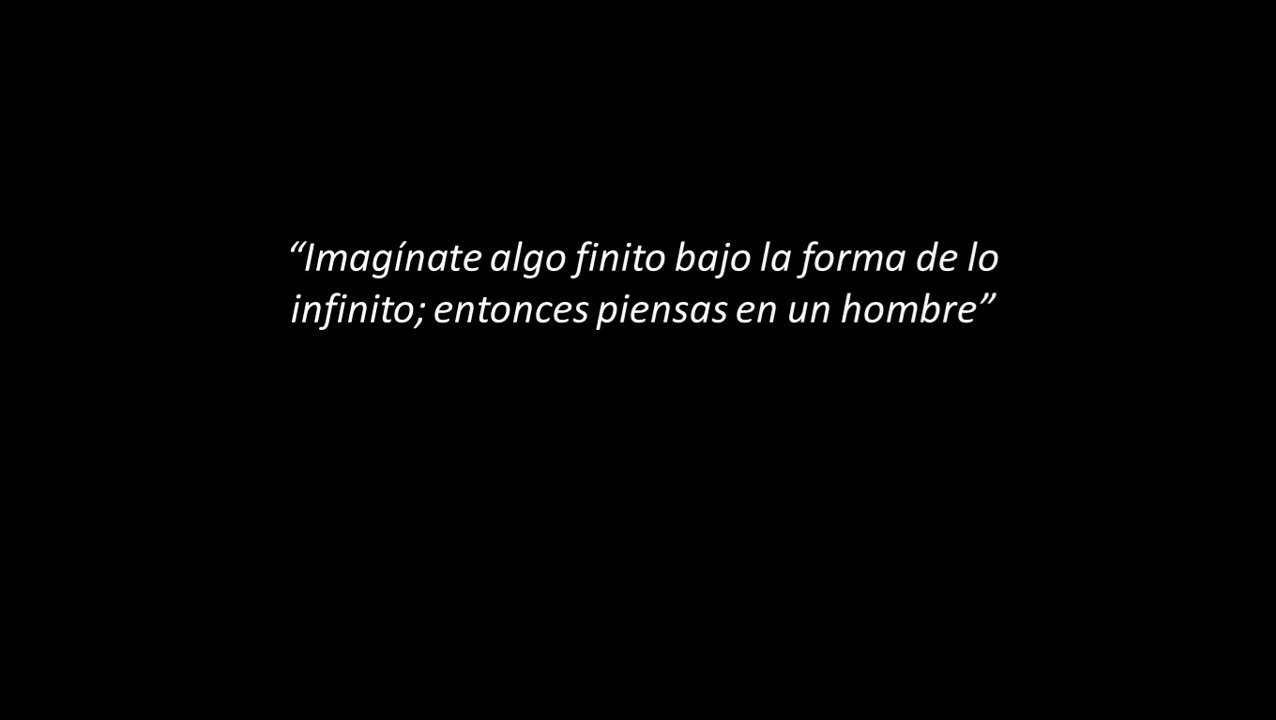 “Imagínate algo finito bajo la forma de lo
infinito; entonces piensas en un hombre”